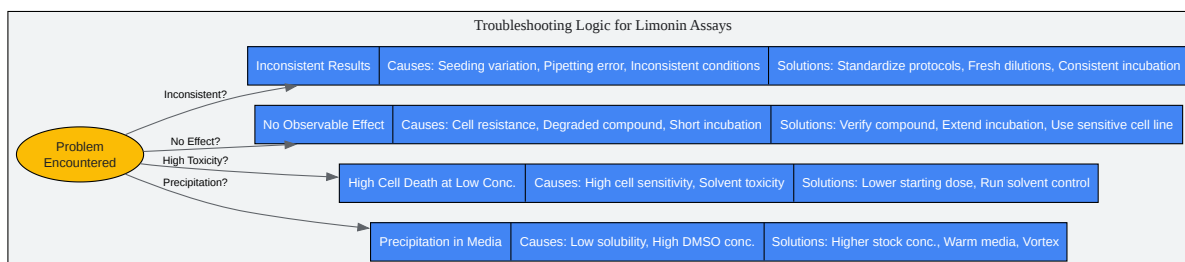 Troubleshooting Logic for Limonin Assays
Inconsistent Results
Causes: Seeding variation, Pipetting error, Inconsistent conditions
Solutions: Standardize protocols, Fresh dilutions, Consistent incubation
Inconsistent?
No Observable Effect
Causes: Cell resistance, Degraded compound, Short incubation
Solutions: Verify compound, Extend incubation, Use sensitive cell line
Problem
Encountered
No Effect?
High Toxicity?
High Cell Death at Low Conc.
Causes: High cell sensitivity, Solvent toxicity
Solutions: Lower starting dose, Run solvent control
Precipitation?
Precipitation in Media
Causes: Low solubility, High DMSO conc.
Solutions: Higher stock conc., Warm media, Vortex